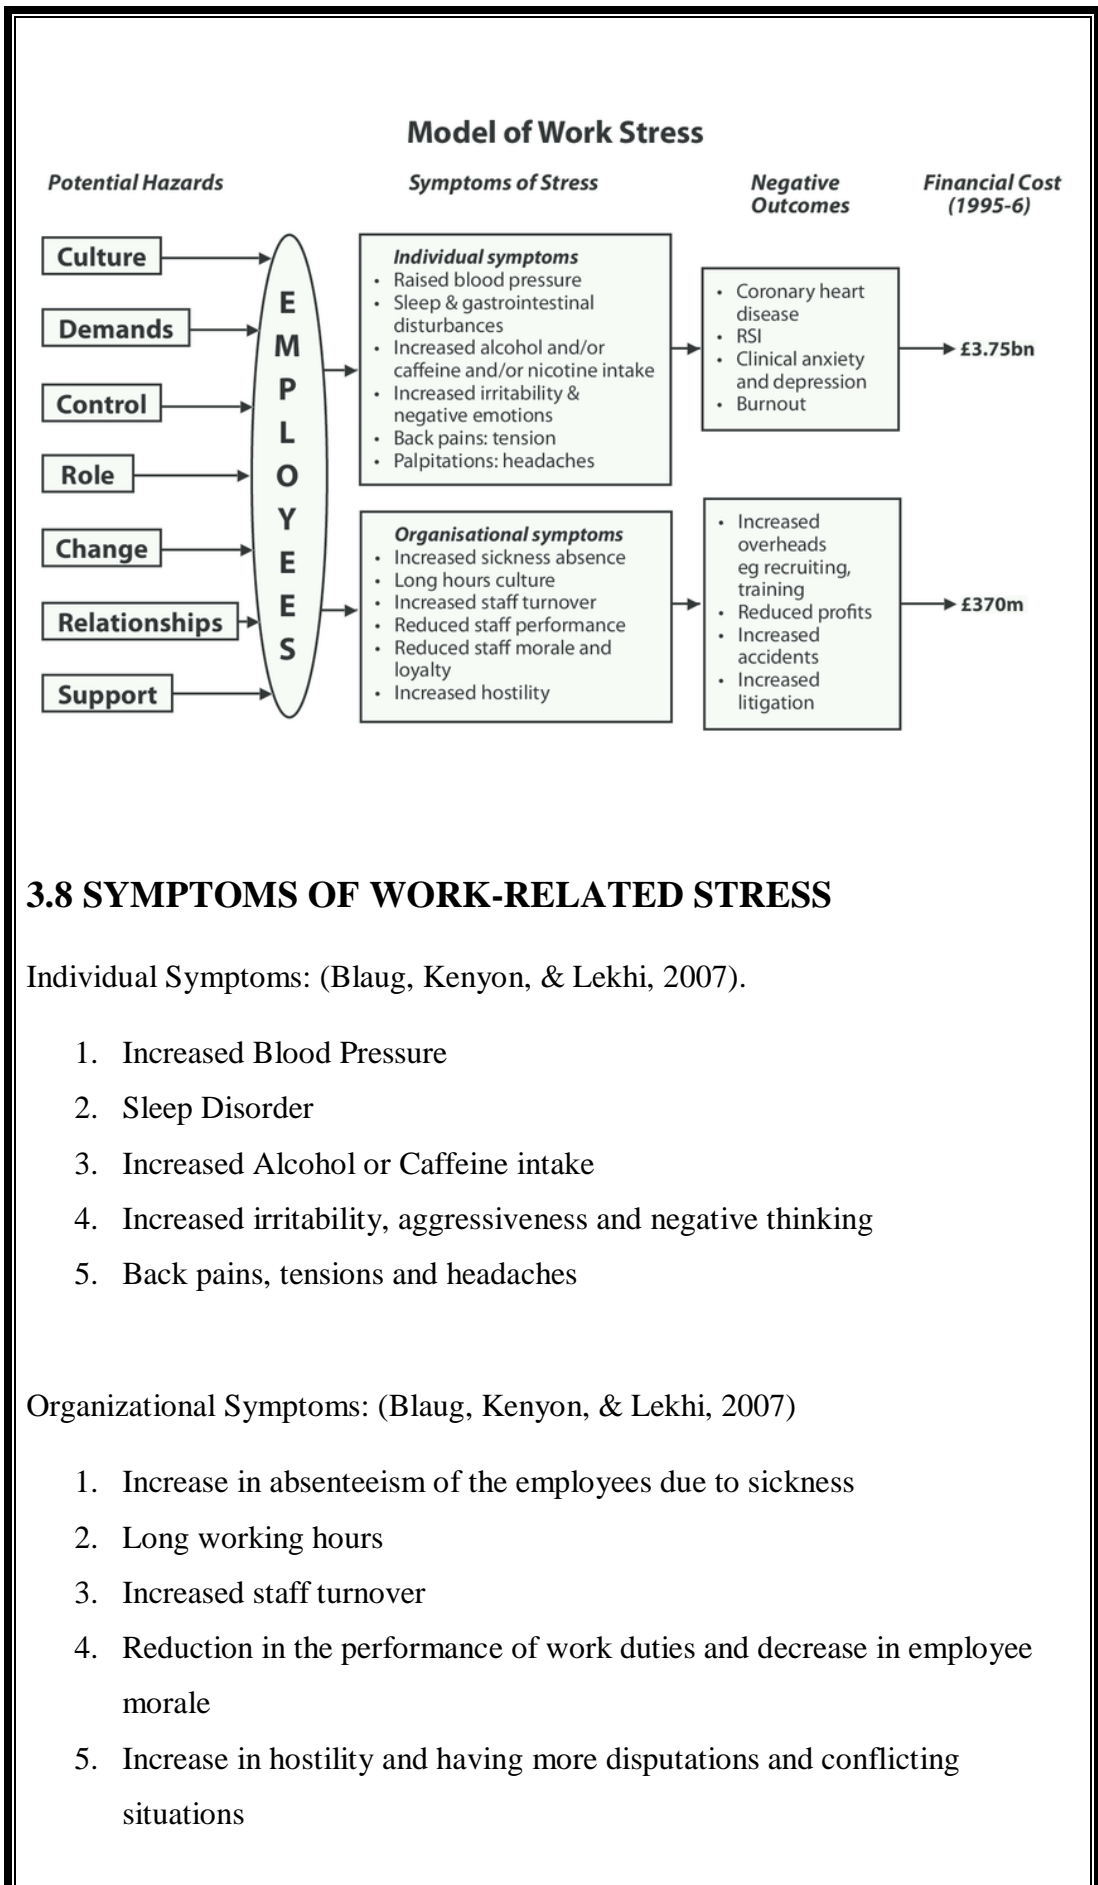 Model of Work Stress
Potential Hazards
Symptoms of Stress
Negative
Outcomes
Financial Cost
(1995-6)
Culture
Demands
Control
Role
Change
Relationships
Support
E
M
P
L
O
Y
E
E
S
Individual symptoms
• Raised blood pressure
• Sleep & gastrointestinal
disturbances
• Increased alcohol and/or
caffeine and/or nicotine intake
• Increased irritability &
negative emotions
• Back pains: tension
• Palpitations: headaches
• Coronary heart
disease
• RSI
• Clinical anxiety
and depression
• Burnout
£3.75bn
Organisational symptoms
• Increased sickness absence
• Long hours culture
• Increased staff turnover
• Reduced staff performance
• Reduced staff morale and
loyalty
• Increased hostility
• Increased
overheads
eg recruiting,
training
• Reduced profits
• Increased
accidents
• Increased
litigation
£370m
3.8 SYMPTOMS OF WORK-RELATED STRESS
Individual Symptoms: (Blaug, Kenyon, & Lekhi, 2007).
1. Increased Blood Pressure
2. Sleep Disorder
3. Increased Alcohol or Caffeine intake
4. Increased irritability, aggressiveness and negative thinking
5. Back pains, tensions and headaches
Organizational Symptoms: (Blaug, Kenyon, & Lekhi, 2007)
1. Increase in absenteeism of the employees due to sickness
2. Long working hours
3. Increased staff turnover
4. Reduction in the performance of work duties and decrease in employee
morale
5. Increase in hostility and having more disputations and conflicting
situations